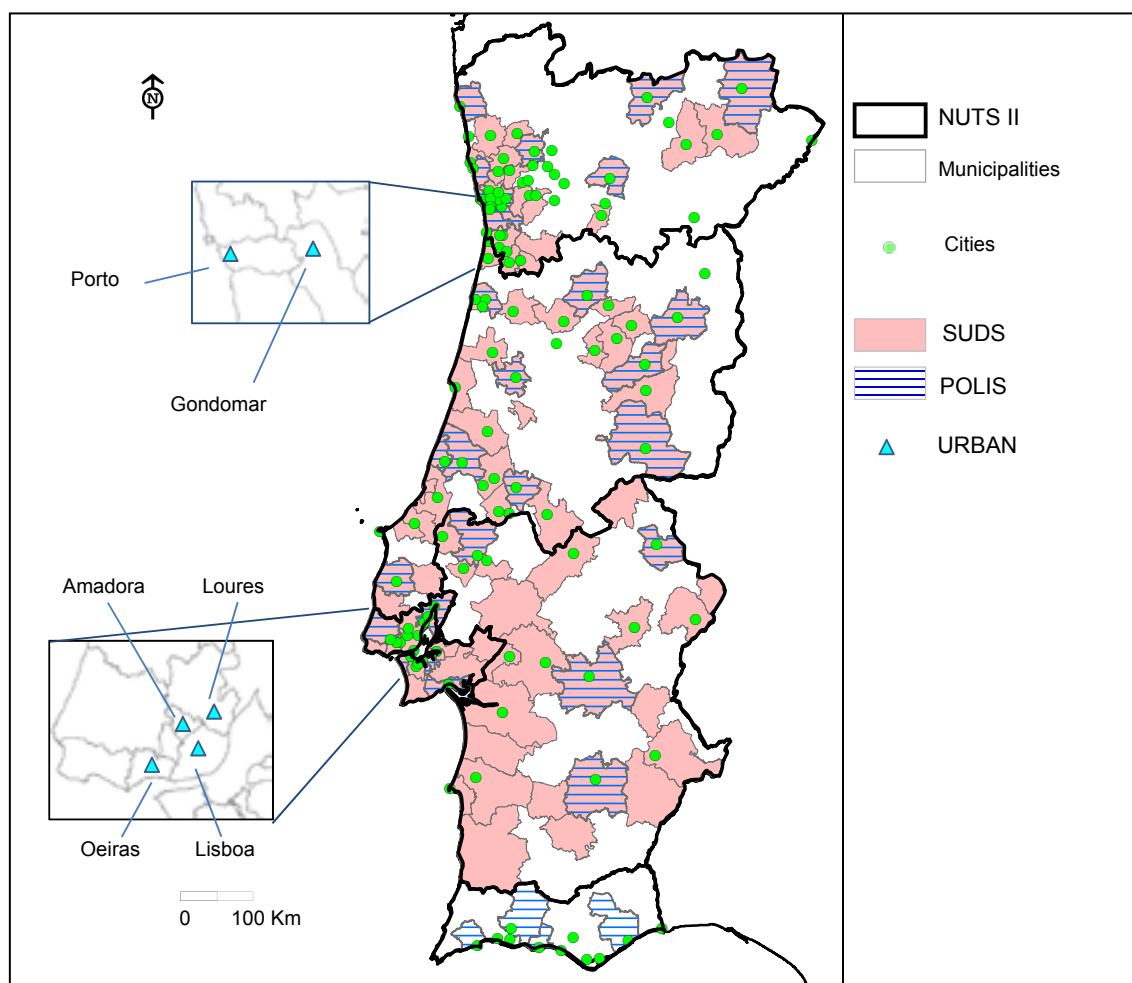 N
Porto
Gondomar
Amadora
Loures
Oeiras
Lisboa
0 100 Km
NUTS II
Municipalities
Cities
SUDS
POLIS
URBAN